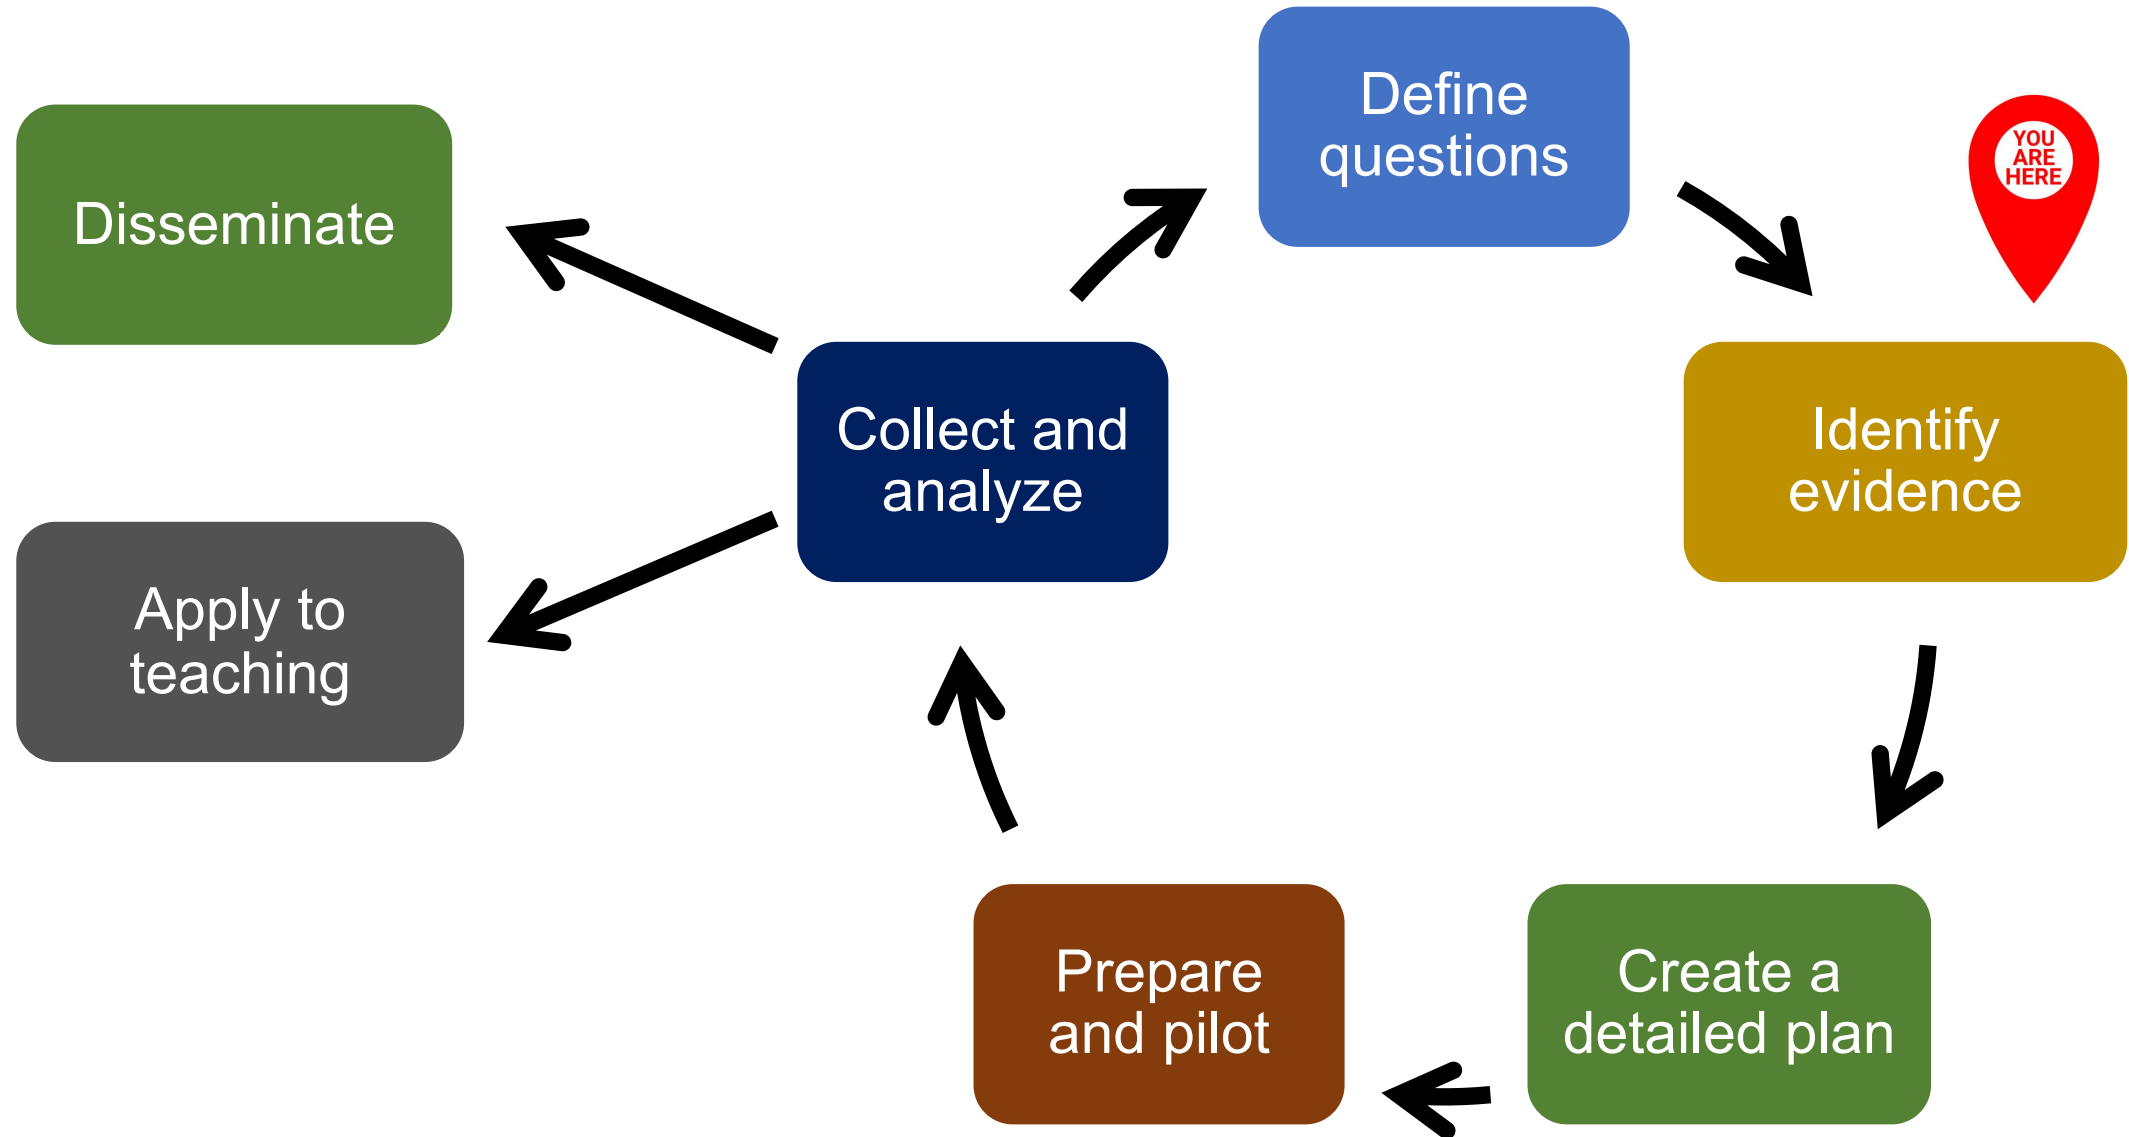 Define
questions
YOU
ARE
HERE
Disseminate
Collect and
analyze
Identify
evidence
Apply to
teaching
Prepare
and pilot
Create a
detailed plan